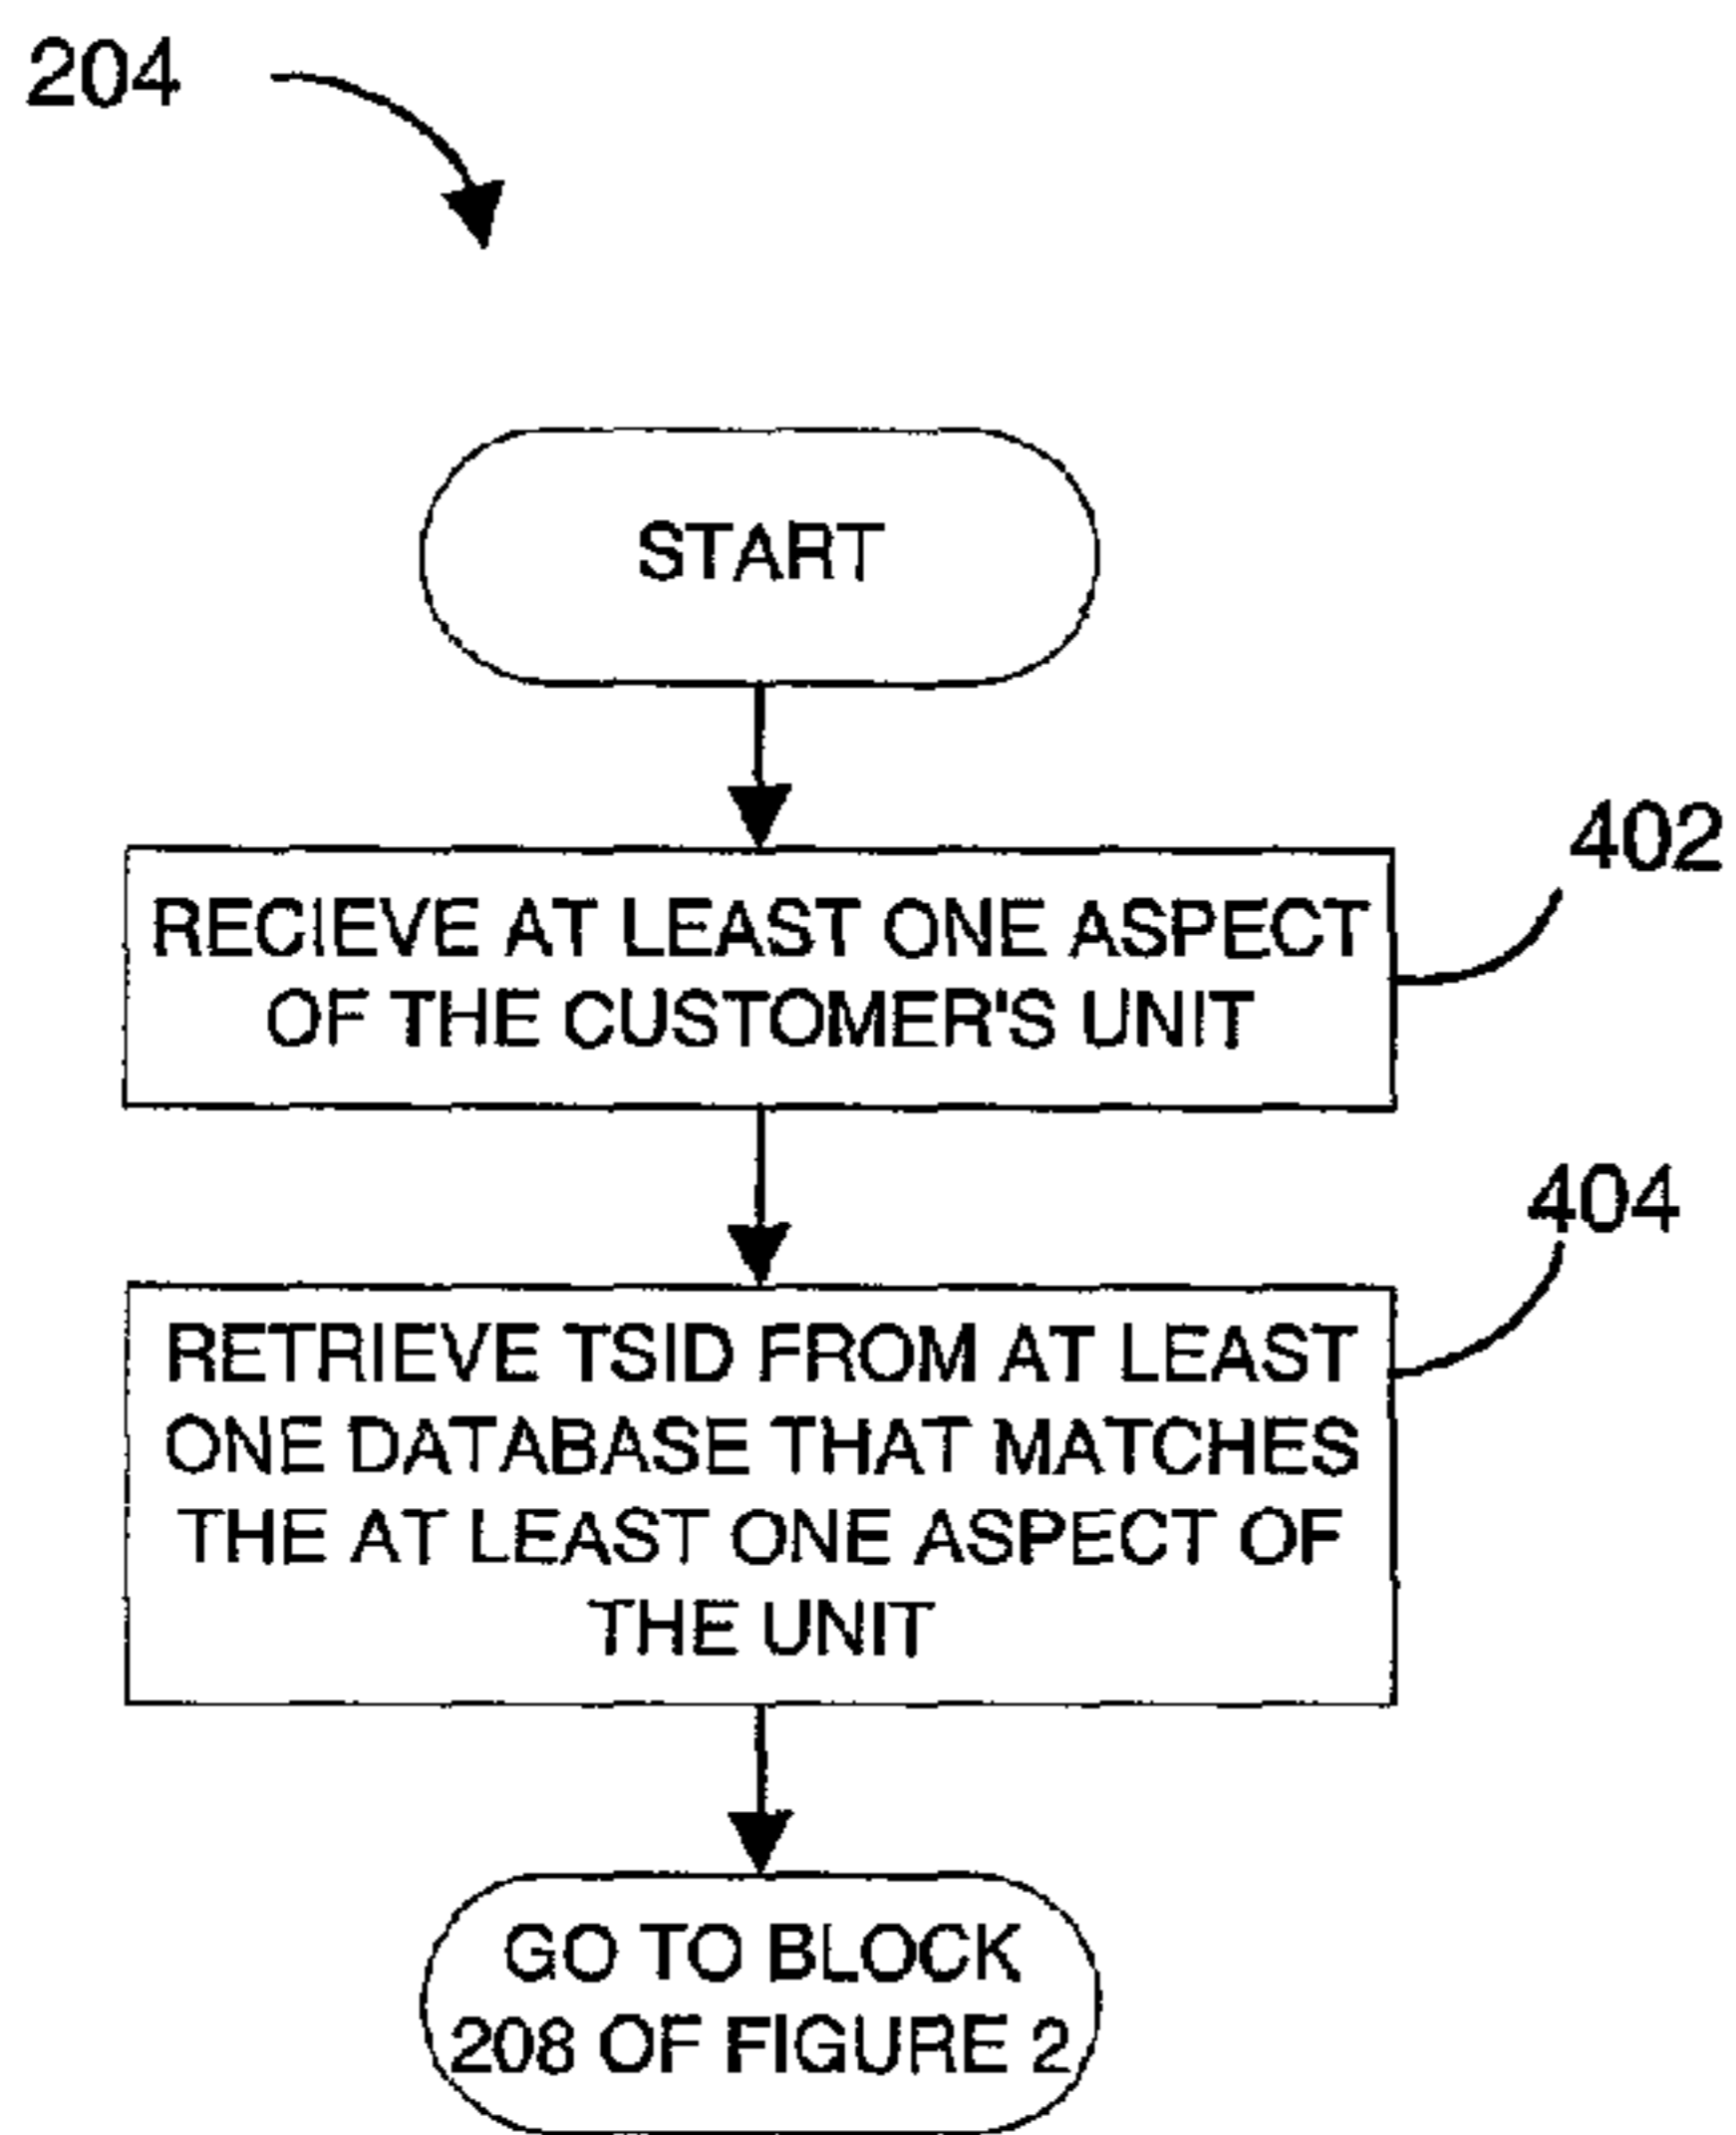 204
START
402
RECIEVE AT LEAST ONE ASPECT
OF THE CUSTOMER'S UNIT
404
RETRIEVE TSID FROM AT LEAST
ONE DATABASE THAT MATCHES
THE AT LEAST ONE ASPECT OF
THE UNIT
GO TO BLOCK
208 OF FIGURE 2